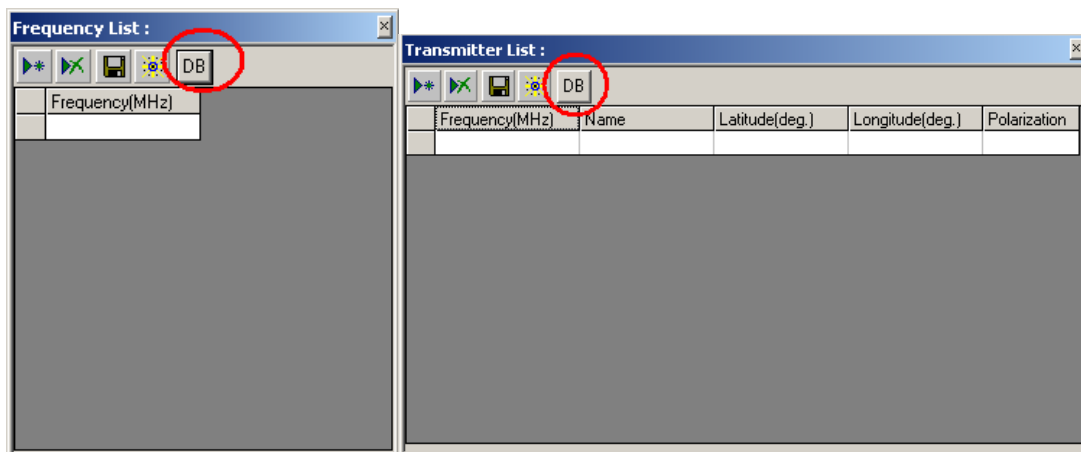 Frequency List :
DB
Frequency(MHz)
Transmitter List :
DB
Frequency(MHz) Name Latitude(deg.) Longitude(deg.) Polarization